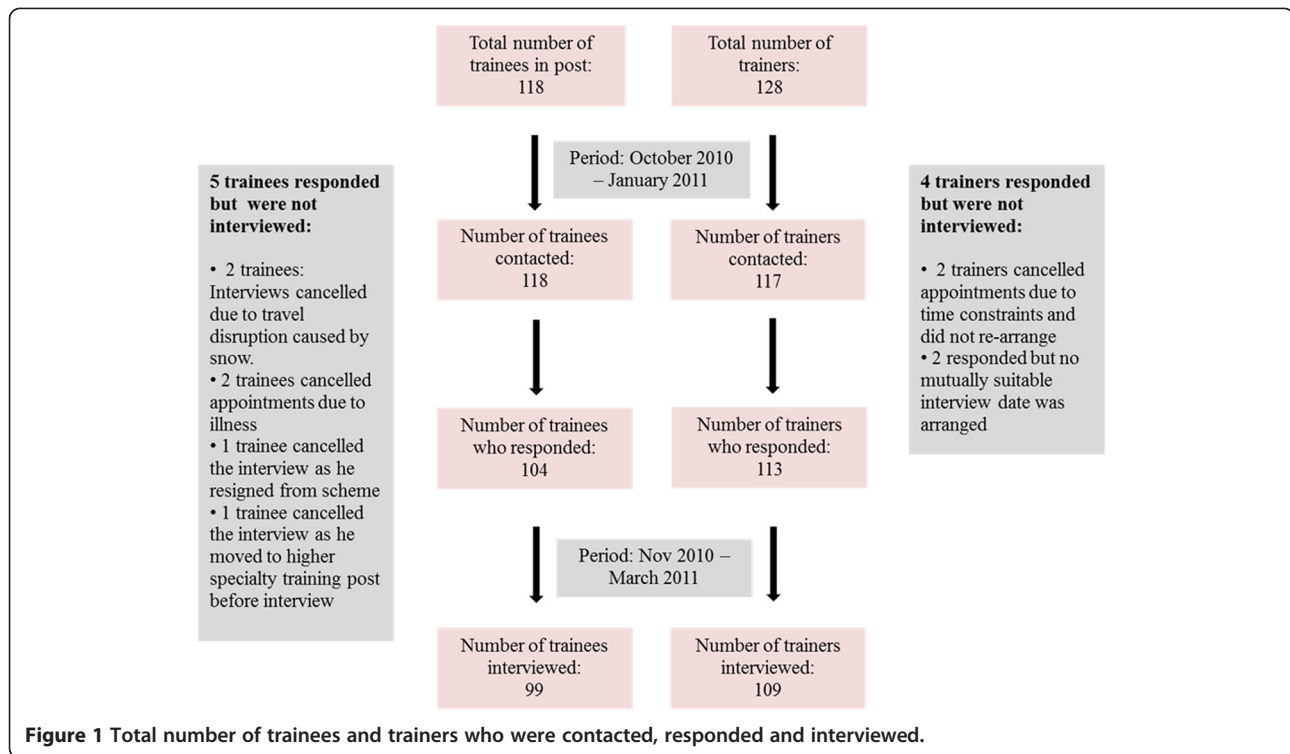 Total number of
trainees in post:
118
Total number of
trainers:
128
Period: October 2010
– January 2011
5 trainees responded
but were not
interviewed:
• 2 trainees:
Interviews cancelled
due to travel
disruption caused by
snow.
• 2 trainees cancelled
appointments due to
illness
• 1 trainee cancelled
the interview as he
resigned from scheme
• 1 trainee cancelled
the interview as he
moved to higher
specialty training post
before interview
Number of trainees
contacted:
118
Number of trainers
contacted:
117
4 trainers responded
but were not
interviewed:
• 2 trainers cancelled
appointments due to
time constraints and
did not re-arrange
• 2 responded but no
mutually suitable
interview date was
arranged
Number of trainees
who responded:
104
Number of trainers
who responded:
113
Period: Nov 2010 –
March 2011
Number of trainees
interviewed:
99
Number of trainers
interviewed:
109
Figure 1 Total number of trainees and trainers who were contacted, responded and interviewed.